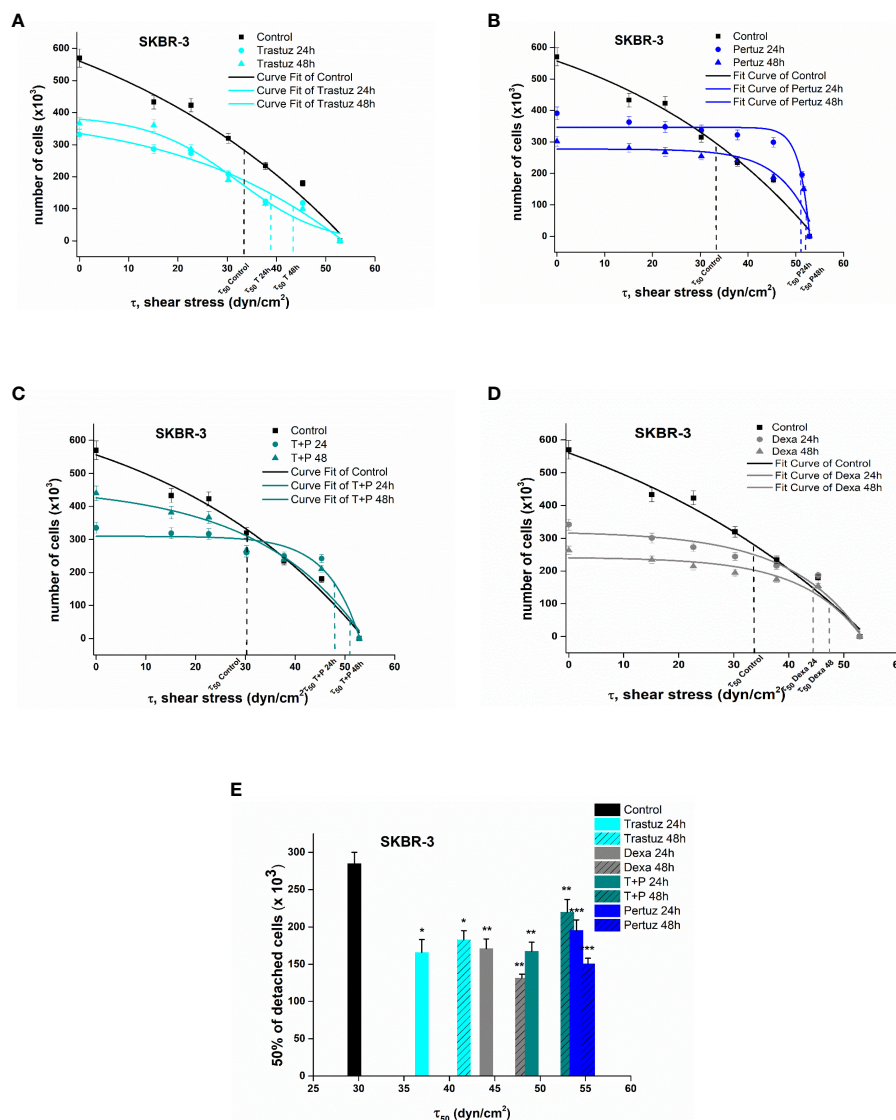 A
SKBR-3
Control
Trastuz 24h
Trastuz 48h
Curve Fit of Control
Curve Fit of Trastuz 24h
Curve Fit of Trastuz 48h
number of cells (x103)
600
500
400
300
200
100
0
0 10 20 30 40 50 60
τ50 Control
τ50 T 24h
τ50 T 48h
τ, shear stress (dyn/cm²)
B
SKBR-3
Control
Pertuz 24h
Pertuz 48h
Fit Curve of Control
Fit Curve of Pertuz 24h
Fit Curve of Pertuz 48h
number of cells (x10³)
600
500
400
300
200
100
0
0 10 20 30 40 50 60
τ50 Control
τ50 P24h
τ50 P48h
τ, shear stress (dyn/cm²)
C
SKBR-3
Control
T+P 24
T+P 48
Curve Fit of Control
Curve Fit of T+P 24h
Curve Fit of T+P 48h
number of cells (x10³)
600
500
400
300
200
100
0
0 10 20 30 40 50 60
τ50 Control
τ50 T+P 24h
τ50 T+P 48h
τ, shear stress (dyn/cm²)
D
SKBR-3
Control
Dexa 24h
Dexa 48h
Fit Curve of Control
Fit Curve of Dexa 24h
Fit Curve of Dexa 48h
number of cells (x10³)
600
500
400
300
200
100
0
0 10 20 30 40 50 60
τ50 Control
τ50 Dexa 24
τ50 Dexa 48
τ, shear stress (dyn/cm²)
E
SKBR-3
Control
Trastuz 24h
Trastuz 48h
Dexa 24h
Dexa 48h
T+P 24h
T+P 48h
Pertuz 24h
Pertuz 48h
50% of detached cells (x 10³)
300
250
200
150
100
50
0
* * ** ** ** ** *** ***
25 30 35 40 45 50 55 60
τ50 (dyn/cm²)